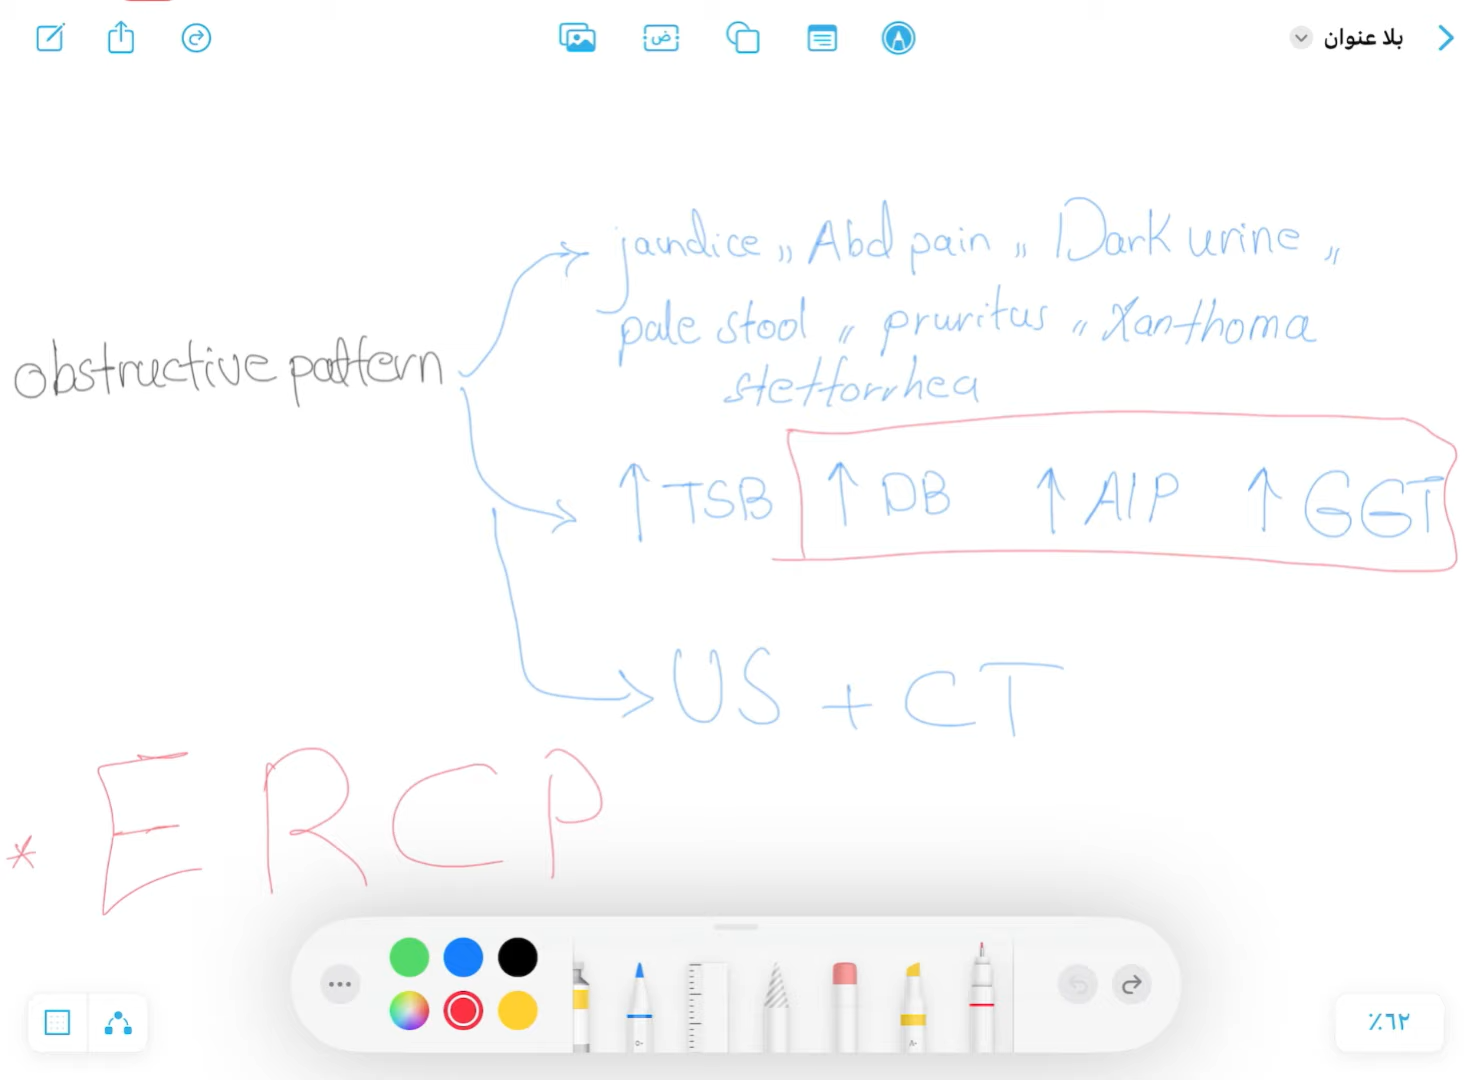 بلا عنوان
jaundice ,, Abd pain ,, Dark urine ,,
pale stool ,, pruritus ,, Xanthoma
stettorrhea
obstructive pattern
↑ TSB ↑ DB ↑ AlP ↑ GGT
→ US + CT
* ERCP
٪٦٢